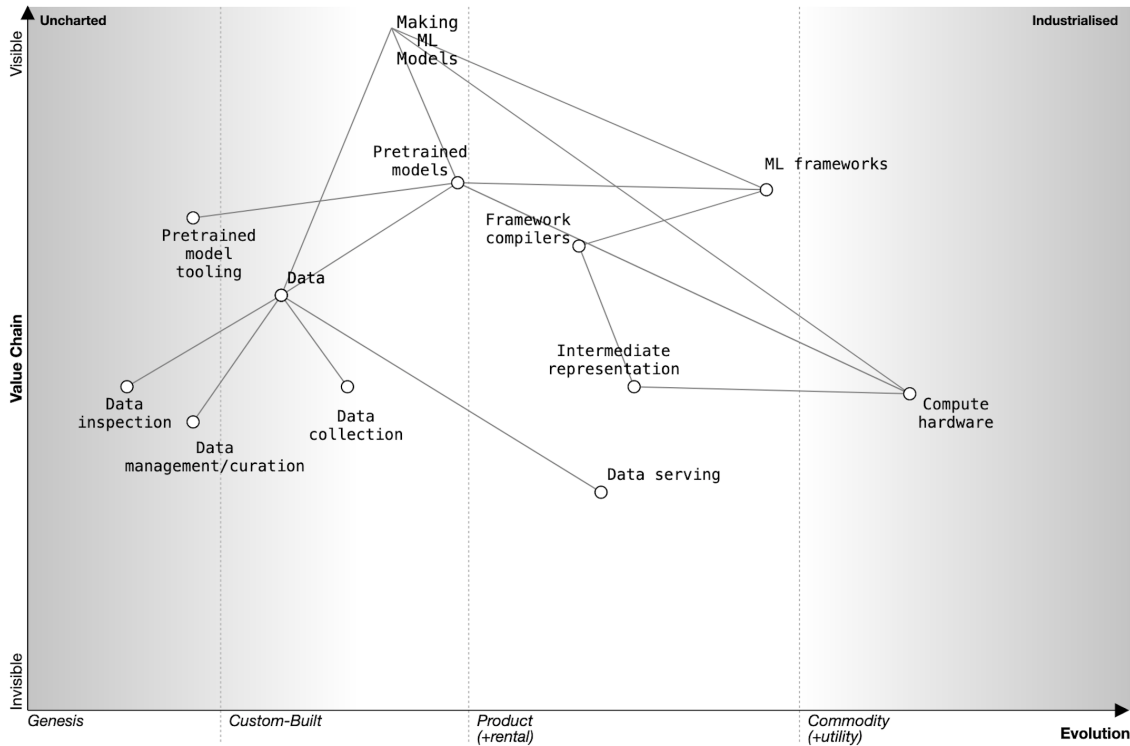 Uncharted
Industrialised
Visible
Making
ML
Models
Pretrained
models
ML frameworks
Framework
compilers
Pretrained
model
tooling
Data
Value Chain
Intermediate
representation
Data
inspection
Data
collection
Compute
hardware
Data
management/curation
Data serving
Invisible
Genesis
Custom-Built
Product
(+rental)
Commodity
(+utility)
Evolution